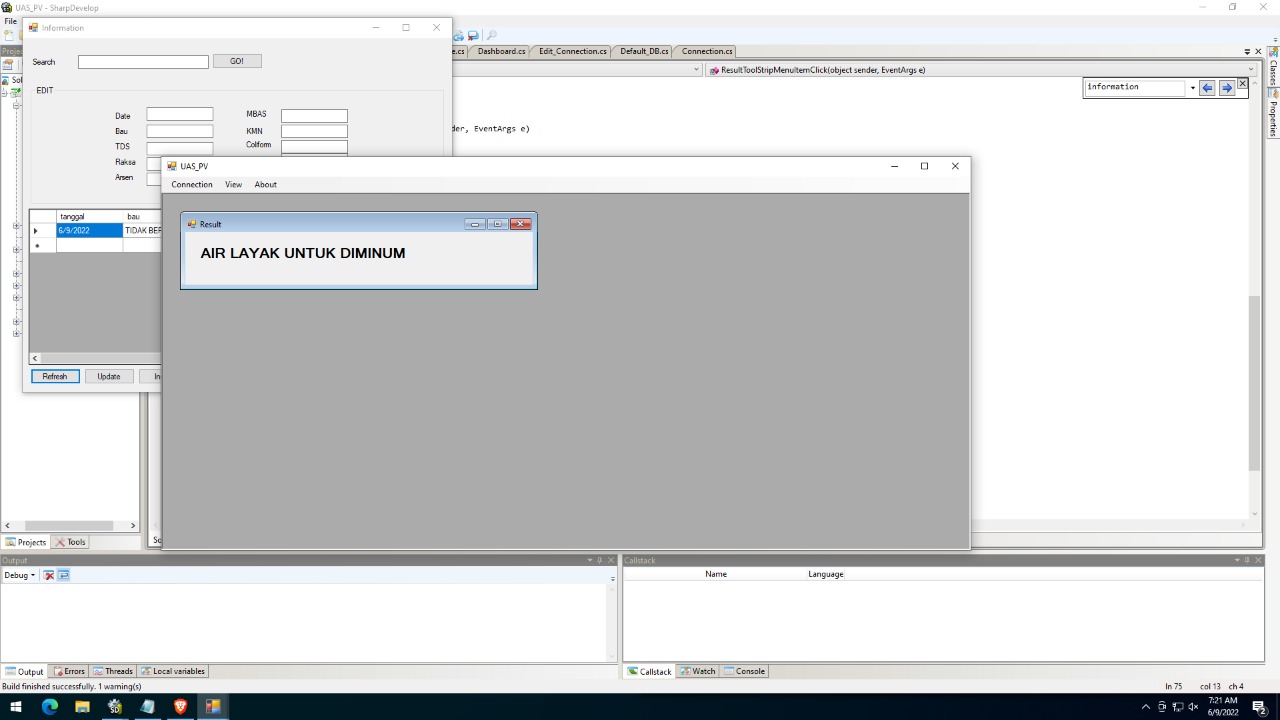 UAS_PV - SharpDevelop
File
Information
Search
GO!
EDIT
Date
MBAS
Bau
KMN
TDS
Coliform
Raksa
Arsen
tanggal bau
6/9/2022 TIDAK BER
Refresh Update
Dashboard.cs Edit_Connection.cs Default_DB.cs Connection.cs
ResultToolStripMenuItemClick(object sender, EventArgs e)
information
der, EventArgs e)
Classes
Properties
UAS_PV
Connection View About
Result
AIR LAYAK UNTUK DIMINUM
Projects Tools
Output
Debug
Callstack
Name Language
Output Errors Threads Local variables
Callstack Watch Console
Build finished successfully. 1 warning(s)
ln 75 col 13 ch 4
7:21 AM
6/9/2022
2